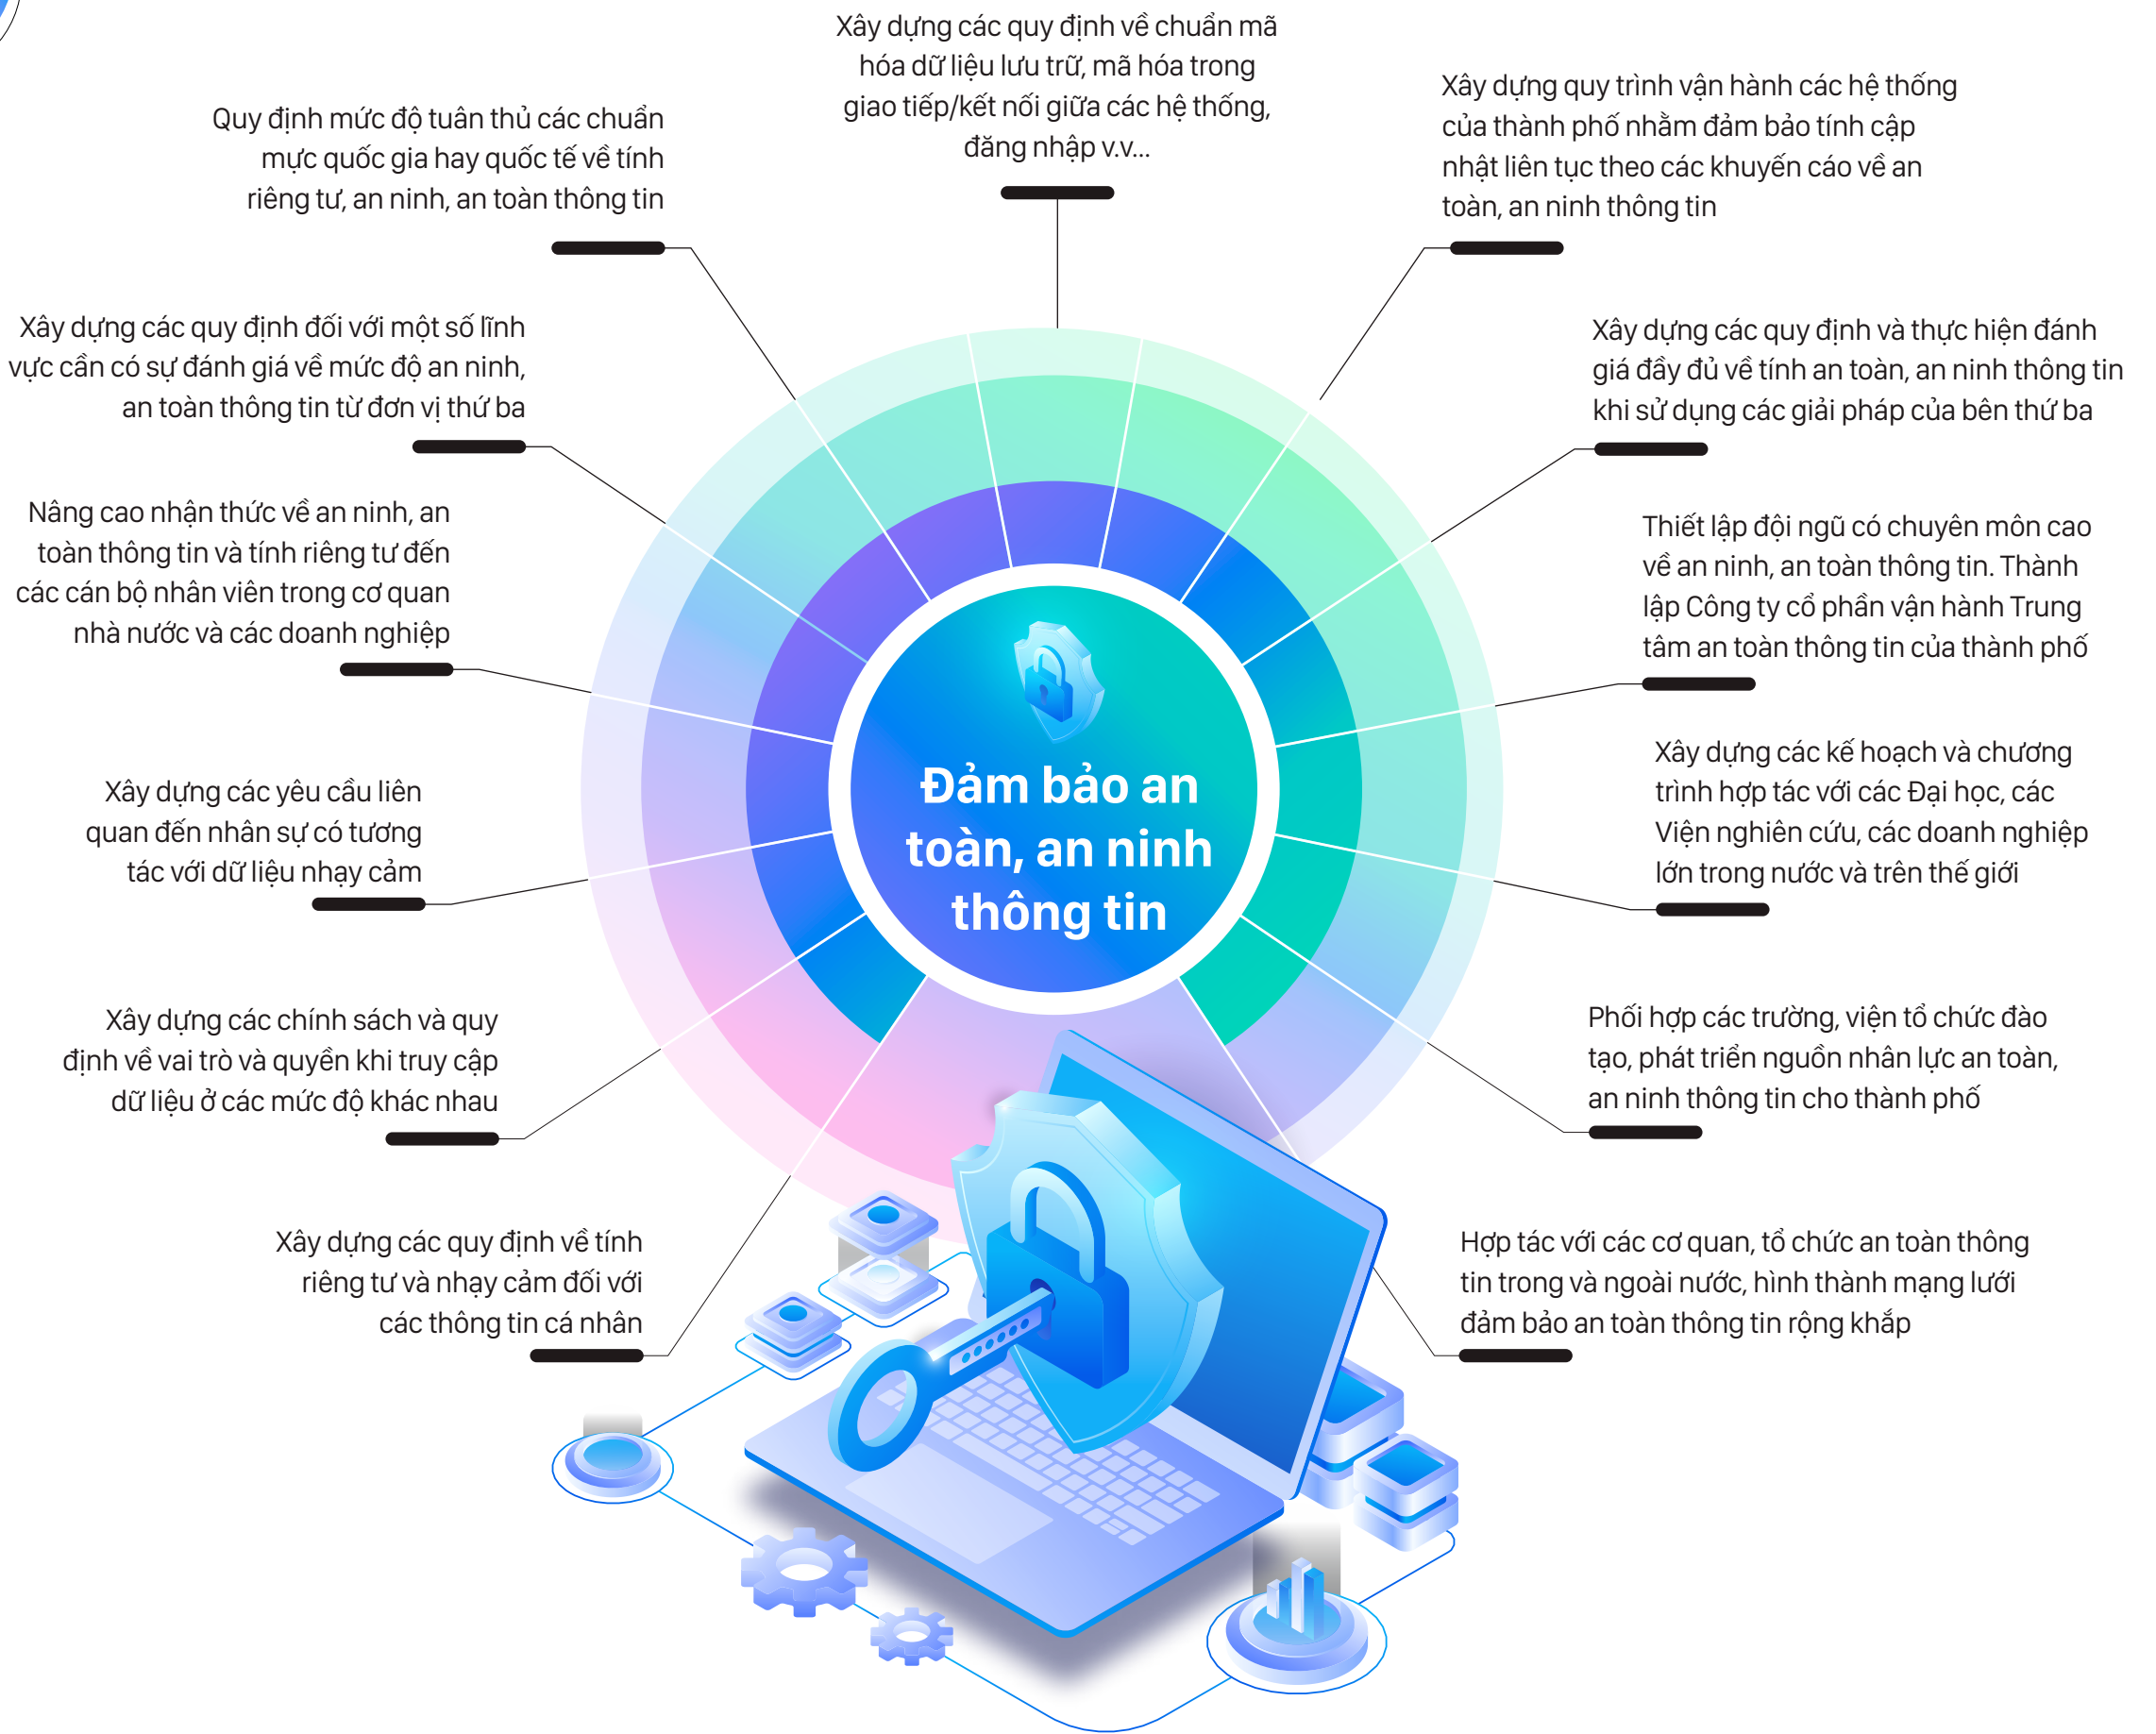 Xây dựng các quy định về chuẩn mã
hóa dữ liệu lưu trữ, mã hóa trong
giao tiếp/kết nối giữa các hệ thống,
đăng nhập v.v...
Quy định mức độ tuân thủ các chuẩn
mực quốc gia hay quốc tế về tính
riêng tư, an ninh, an toàn thông tin
Xây dựng các quy định đối với một số lĩnh
vực cần có sự đánh giá về mức độ an ninh,
an toàn thông tin từ đơn vị thứ ba
Nâng cao nhận thức về an ninh, an
toàn thông tin và tính riêng tư đến
các cán bộ nhân viên trong cơ quan
nhà nước và các doanh nghiệp
Xây dựng các yêu cầu liên
quan đến nhân sự có tương
tác với dữ liệu nhạy cảm
Xây dựng các chính sách và quy
định về vai trò và quyền khi truy cập
dữ liệu ở các mức độ khác nhau
Xây dựng các quy định về tính
riêng tư và nhạy cảm đối với
các thông tin cá nhân
Đảm bảo an
toàn, an ninh
thông tin
Xây dựng quy trình vận hành các hệ thống
của thành phố nhằm đảm bảo tính cập
nhật liên tục theo các khuyến cáo về an
toàn, an ninh thông tin
Xây dựng các quy định và thực hiện đánh
giá đầy đủ về tính an toàn, an ninh thông tin
khi sử dụng các giải pháp của bên thứ ba
Thiết lập đội ngũ có chuyên môn cao
về an ninh, an toàn thông tin. Thành
lập Công ty cổ phần vận hành Trung
tâm an toàn thông tin của thành phố
Xây dựng các kế hoạch và chương
trình hợp tác với các Đại học, các
Viện nghiên cứu, các doanh nghiệp
lớn trong nước và trên thế giới
Phối hợp các trường, viện tổ chức đào
tạo, phát triển nguồn nhân lực an toàn,
an ninh thông tin cho thành phố
Hợp tác với các cơ quan, tổ chức an toàn thông
tin trong và ngoài nước, hình thành mạng lưới
đảm bảo an toàn thông tin rộng khắp